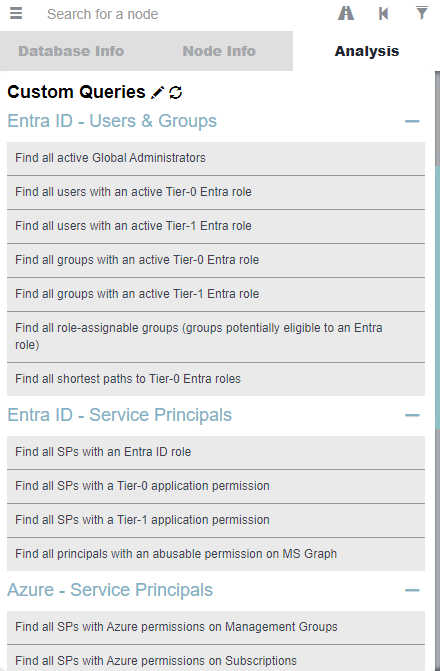 Search for a node
Database Info
Node Info
Analysis
Custom Queries
Entra ID - Users & Groups
Find all active Global Administrators
Find all users with an active Tier-0 Entra role
Find all users with an active Tier-1 Entra role
Find all groups with an active Tier-0 Entra role
Find all groups with an active Tier-1 Entra role
Find all role-assignable groups (groups potentially eligible to an Entra
role)
Find all shortest paths to Tier-0 Entra roles
Entra ID - Service Principals
Find all SPs with an Entra ID role
Find all SPs with a Tier-0 application permission
Find all SPs with a Tier-1 application permission
Find all principals with an abusable permission on MS Graph
Azure - Service Principals
Find all SPs with Azure permissions on Management Groups
Find all SPs with Azure permissions on Subscriptions